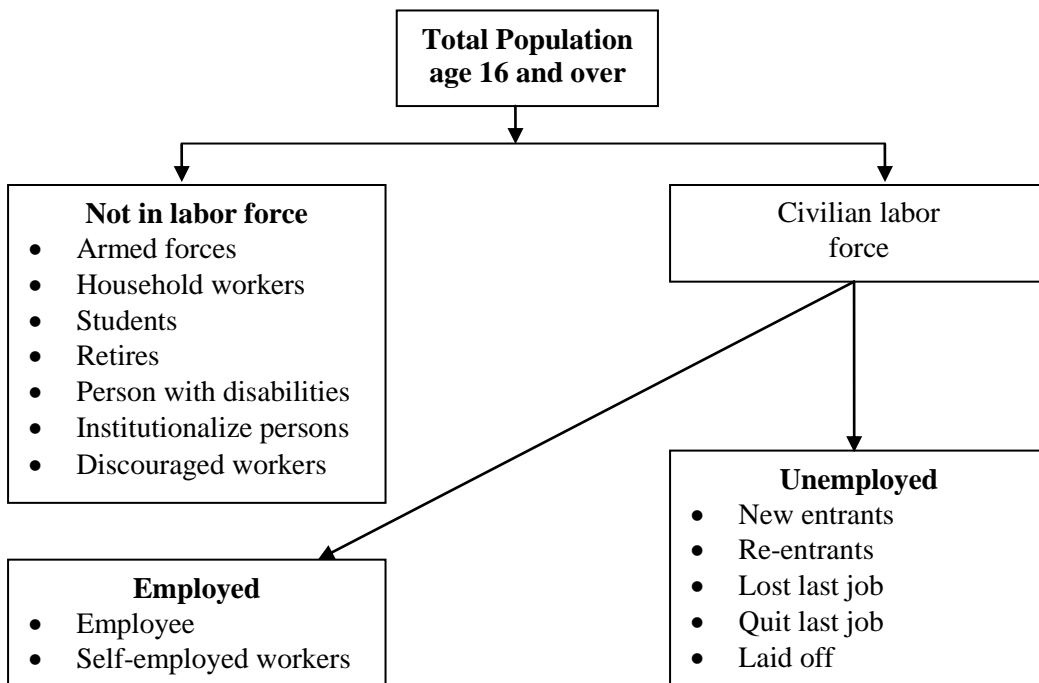 Total Population
age 16 and over
Not in labor force
• Armed forces
• Household workers
• Students
• Retires
• Person with disabilities
• Institutionalize persons
• Discouraged workers
Civilian labor
force
Employed
• Employee
• Self-employed workers
Unemployed
• New entrants
• Re-entrants
• Lost last job
• Quit last job
• Laid off